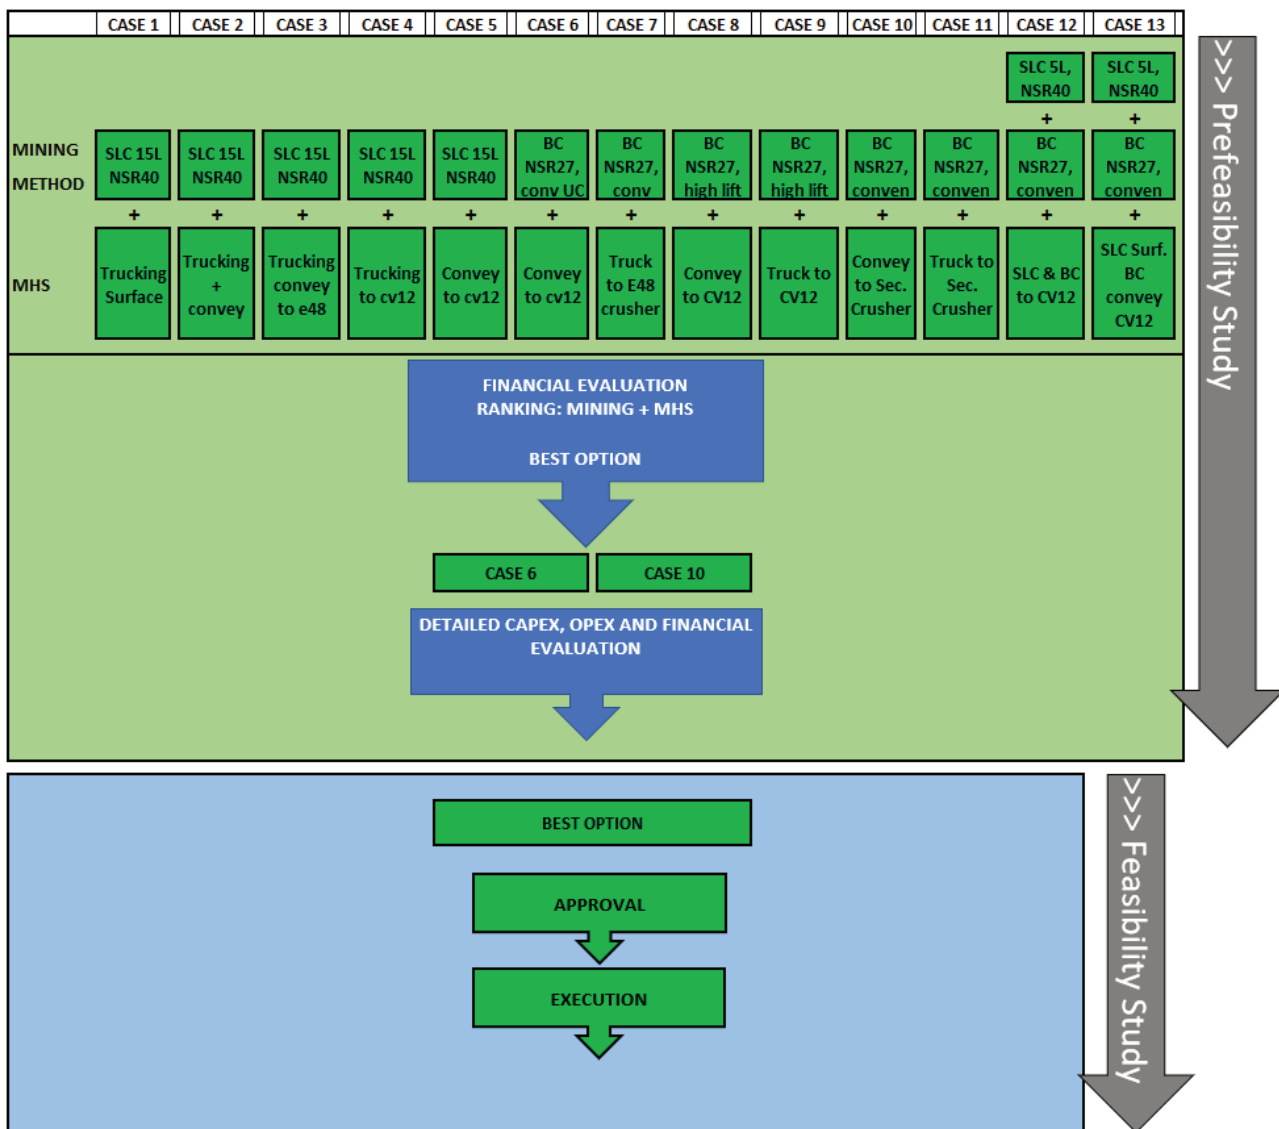 CASE 1 CASE 2 CASE 3 CASE 4 CASE 5 CASE 6 CASE 7 CASE 8 CASE 9 CASE 10 CASE 11 CASE 12 CASE 13
SLC 5L, SLC 5L,
NSR40 NSR40
+ +
MINING
METHOD
SLC 15L
NSR40
SLC 15L
NSR40
SLC 15L
NSR40
SLC 15L
NSR40
SLC 15L
NSR40
BC
NSR27,
conv UC
BC
NSR27,
conv
BC
NSR27,
high lift
BC
NSR27,
high lift
BC
NSR27,
conven
BC
NSR27,
conven
BC
NSR27,
conven
BC
NSR27,
conven
+ + + + + + + + + + + + +
MHS
Trucking
Surface
Trucking
+
convey
Trucking
convey
to e48
Trucking
to cv12
Convey
to cv12
Convey
to cv12
Truck
to E48
crusher
Convey
to CV12
Truck to
CV12
Convey
to Sec.
Crusher
Truck to
Sec.
Crusher
SLC & BC
to CV12
SLC Surf.
BC
convey
CV12
>>> Prefeasibility Study
FINANCIAL EVALUATION
RANKING: MINING + MHS
BEST OPTION
CASE 6 CASE 10
DETAILED CAPEX, OPEX AND FINANCIAL
EVALUATION
>>> Feasibility Study
BEST OPTION
APPROVAL
EXECUTION